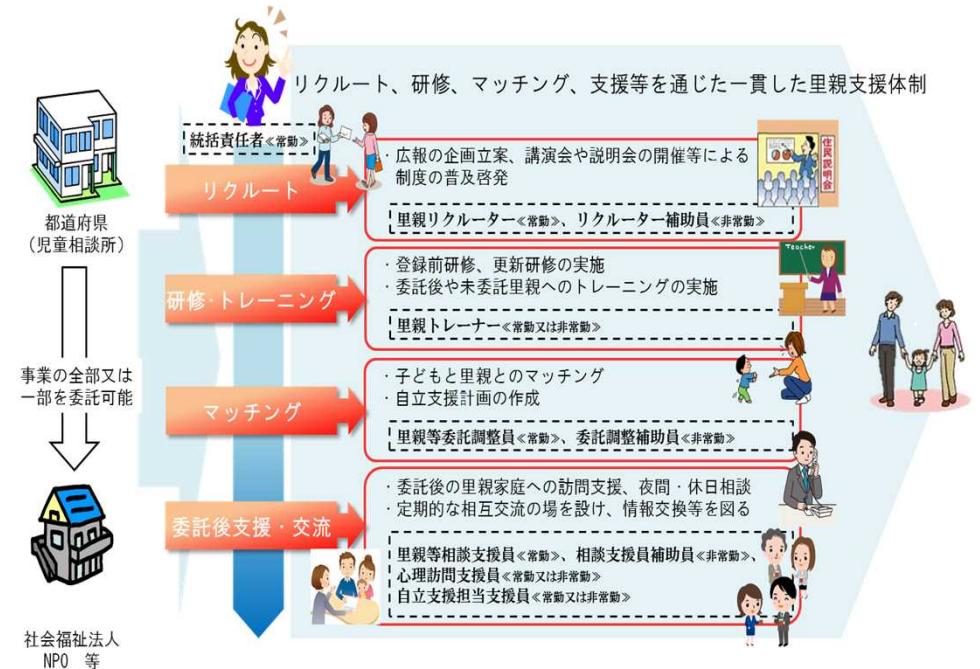 リクルート、研修、マッチング、支援等を通じた一貫した里親支援体制
統括責任者≪常勤≫
都道府県
（児童相談所）
事業の全部又は
一部を委託可能
社会福祉法人
NPO　等
リクルート
・広報の企画立案、講演会や説明会の開催等による
制度の普及啓発
里親リクルーター≪常勤≫、リクルーター補助員≪非常勤≫
住民説明会
研修・トレーニング
・登録前研修、更新研修の実施
・委託後や未委託里親へのトレーニングの実施
里親トレーナー≪常勤又は非常勤≫
Teacher
マッチング
・子どもと里親とのマッチング
・自立支援計画の作成
里親等委託調整員≪常勤≫、委託調整補助員≪非常勤≫
委託後支援・交流
・委託後の里親家庭への訪問支援、夜間・休日相談
・定期的な相互交流の場を設け、情報交換等を図る
里親等相談支援員≪常勤≫、相談支援員補助員≪非常勤≫、
心理訪問支援員≪常勤又は非常勤≫
自立支援担当支援員≪常勤又は非常勤≫